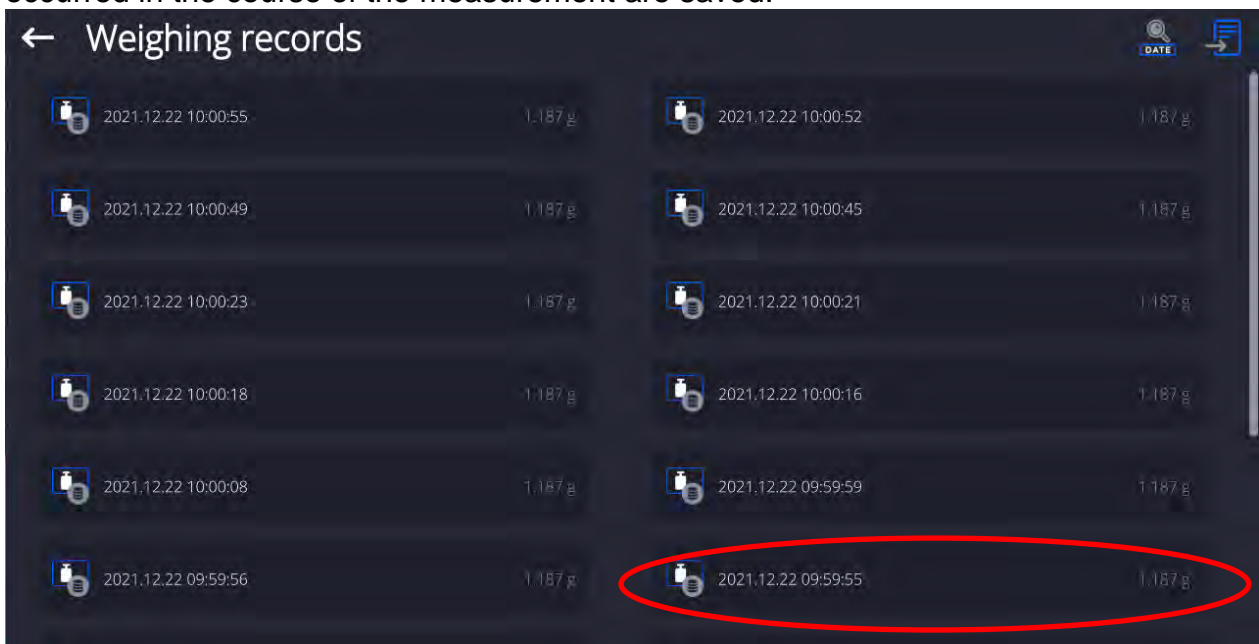 occurred in the course of the measurement are saved.
Weighing records
DATE
2021.12.22 10:00:55 1.187 g 2021.12.22 10:00:52 1.187 g
2021.12.22 10:00:49 1.187 g 2021.12.22 10:00:45 1.187 g
2021.12.22 10:00:23 1.187 g 2021.12.22 10:00:21 1.187 g
2021.12.22 10:00:18 1.187 g 2021.12.22 10:00:16 1.187 g
2021.12.22 10:00:08 1.187 g 2021.12.22 09:59:59 1.187 g
2021.12.22 09:59:56 1.187 g 2021.12.22 09:59:55 1.187 g